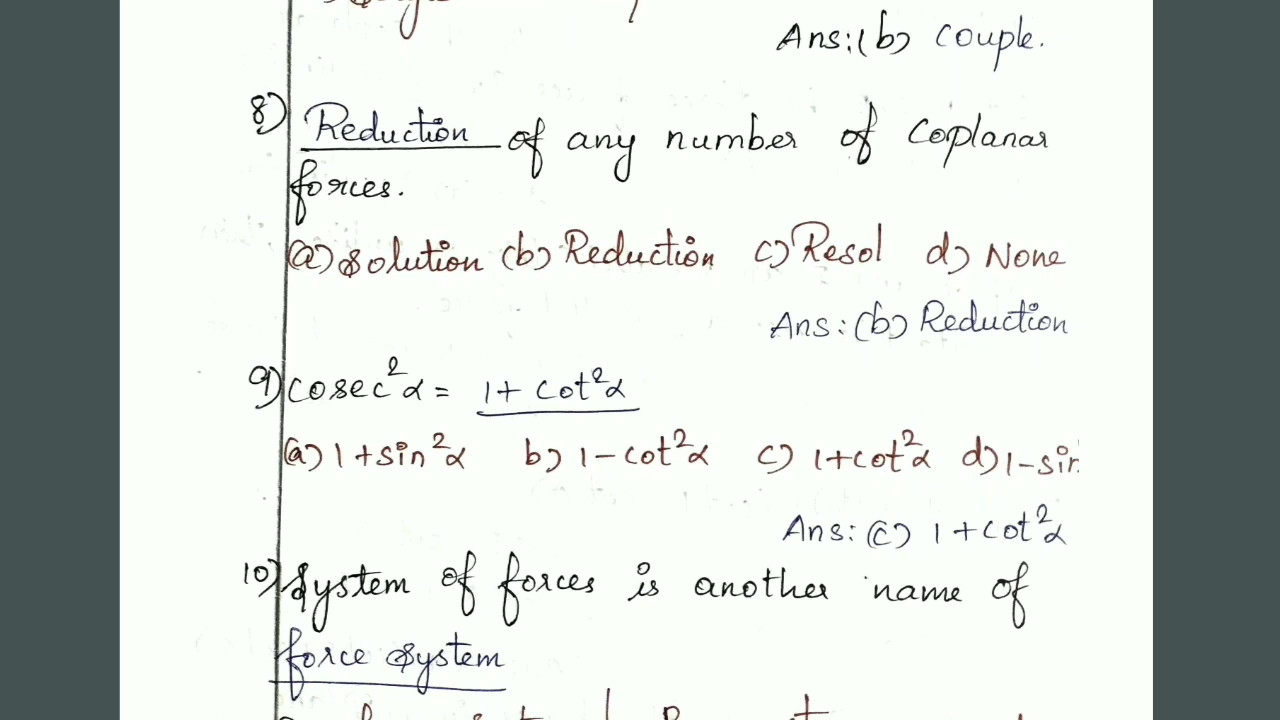 Ans:(b) couple.
8) Reduction of any number of coplanar
forces.
(a) solution (b) Reduction c) Resol d) None
Ans: (b) Reduction
9) cosec²α = 1 + cot²α
(a) 1+sin²α b) 1-cot²α c) 1+cot²α d) 1-sin
Ans: (c) 1+cot²α
10) System of forces is another name of
force system